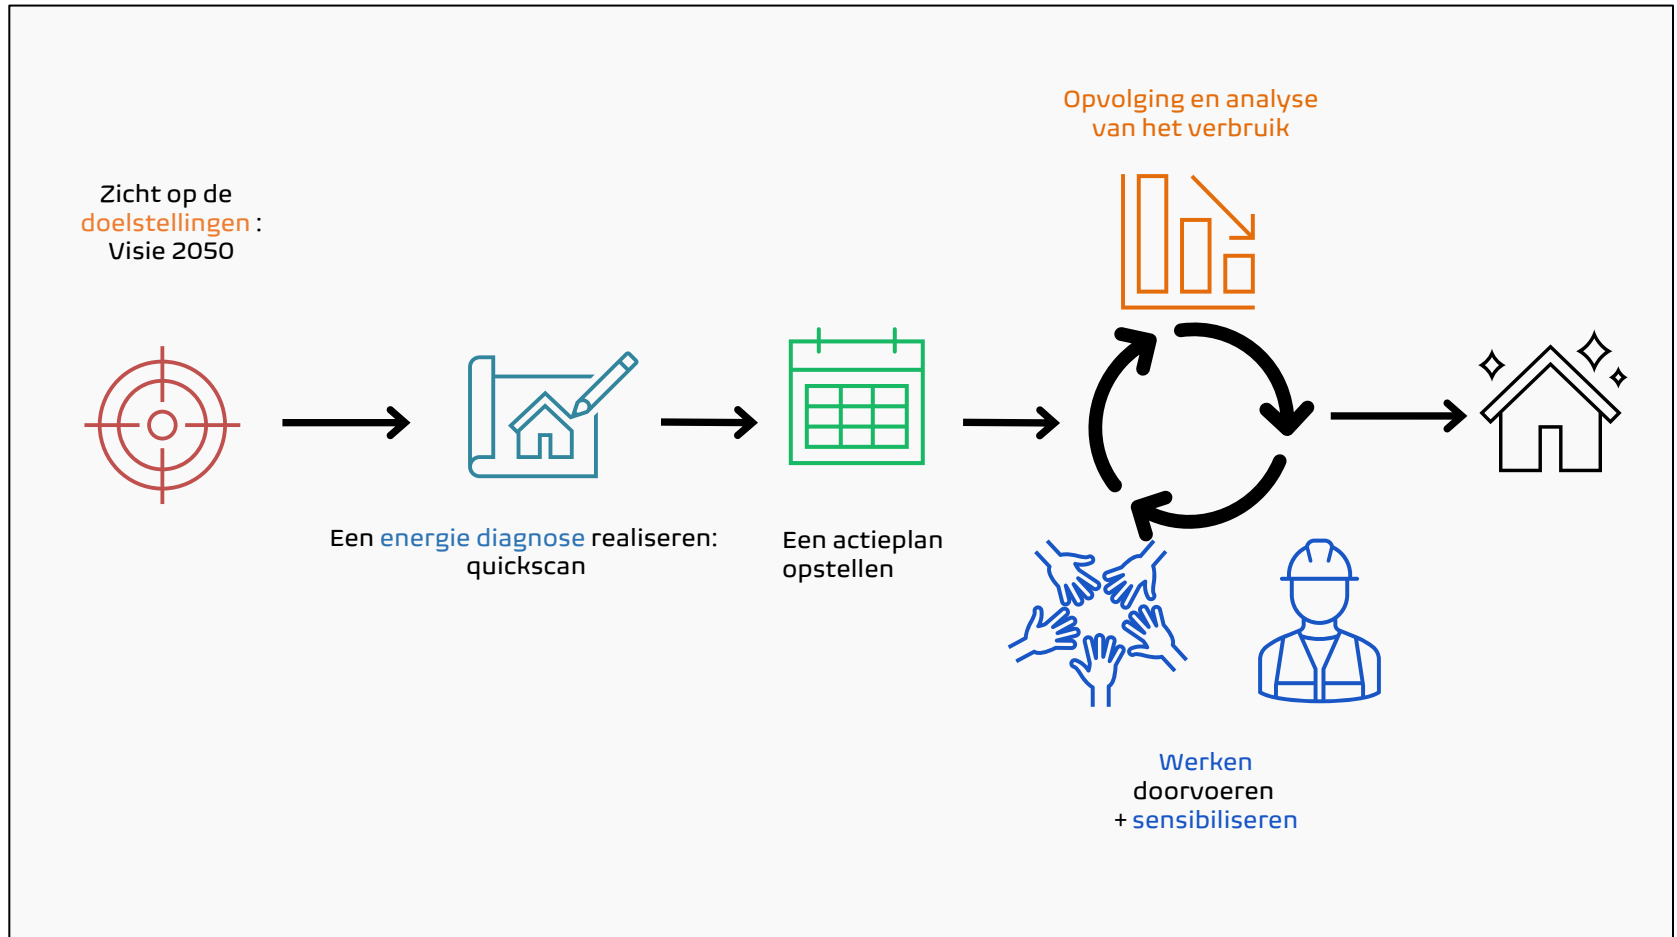 Zicht op de
doelstellingen :
Visie 2050
Een energie diagnose realiseren:
quickscan
Een actieplan
opstellen
Opvolging en analyse
van het verbruik
Werken
doorvoeren
+ sensibiliseren